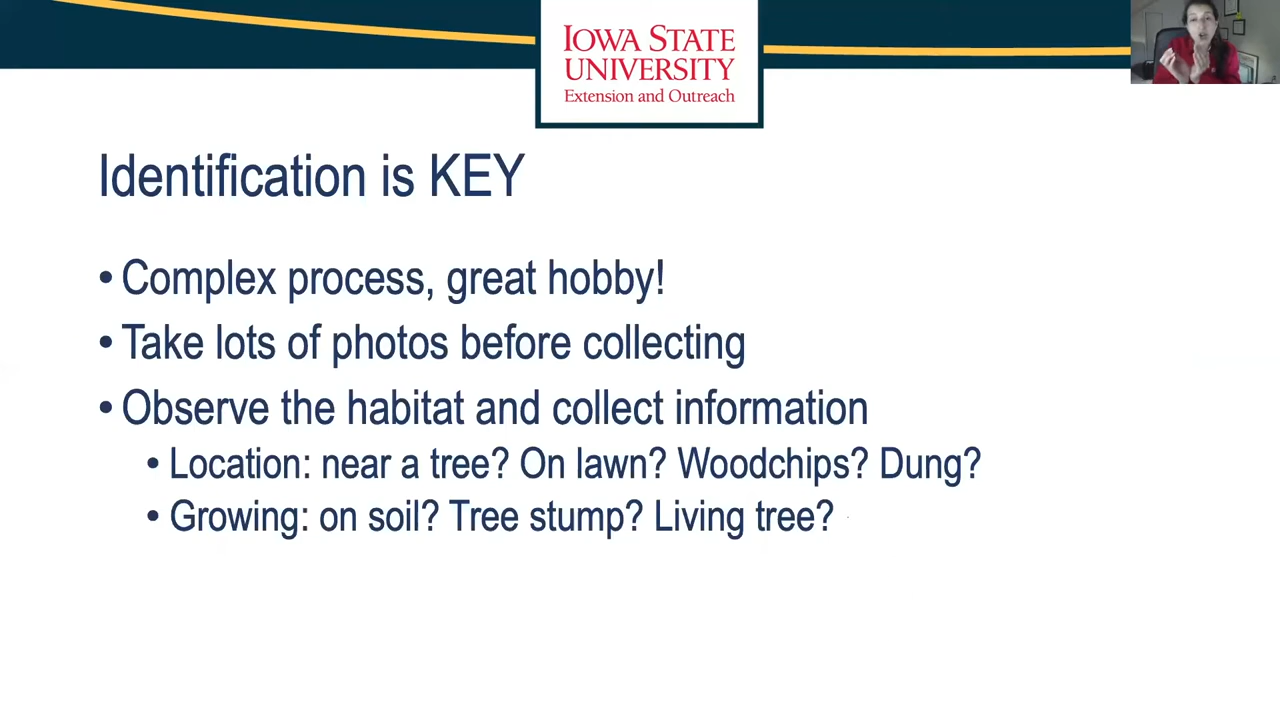 IOWA STATE
UNIVERSITY
Extension and Outreach
Identification is KEY
• Complex process, great hobby!
• Take lots of photos before collecting
• Observe the habitat and collect information
• Location: near a tree? On lawn? Woodchips? Dung?
• Growing: on soil? Tree stump? Living tree?